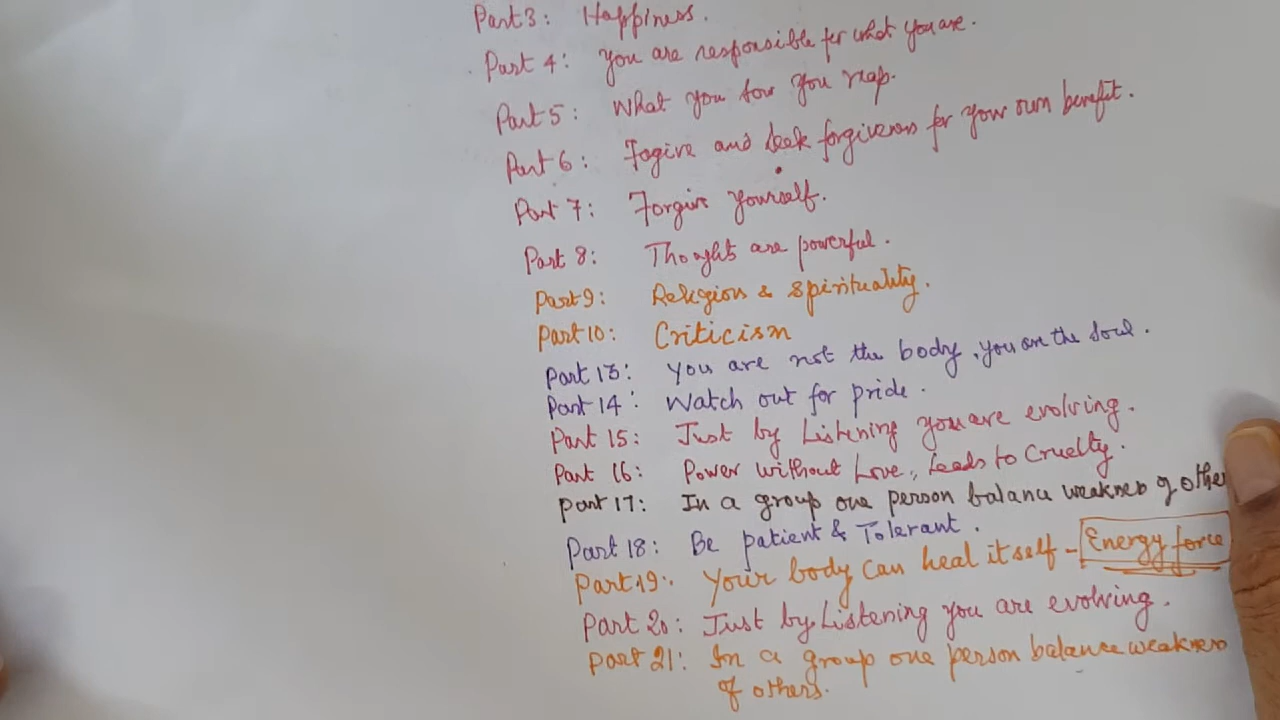 Part 3: Happiness.
Part 4: You are responsible for what you are.
Part 5: What you sow you reap.
Part 6: Fogive and seek forgiveness for your own benefit.
Part 7: Forgive yourself.
Part 8: Thoughts are powerful.
Part 9: Religion & Spirituality.
Part 10: Criticism
Part 13: You are not the body, you are the soul.
Part 14: Watch out for pride.
Part 15: Just by Listening you are evolving.
Part 16: Power without Love, Leads to Cruelty.
Part 17: In a group one person balance weakness of other
Part 18: Be patient & Tolerant.
Part 19: Your body can heal itself - Energy force
Part 20: Just by Listening you are evolving.
Part 21: In a group one person balance weakness
of others.